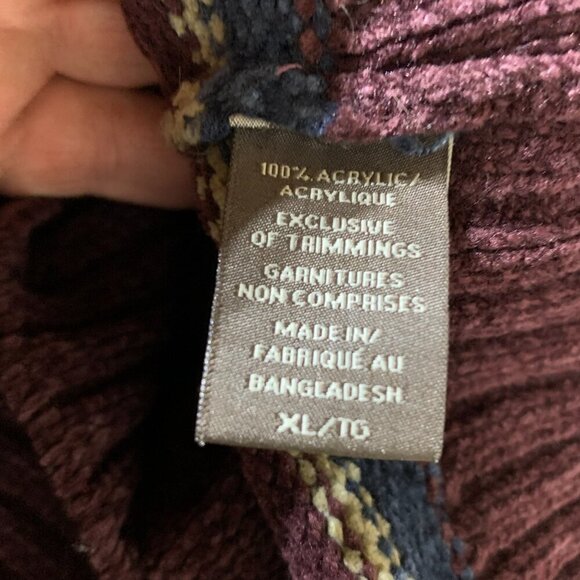 100% ACRYLIC/
ACRYLIQUE
EXCLUSIVE
OF TRIMMINGS
GARNITURES
NON COMPRISES
MADE IN/
FABRIQUÉ AU
BANGLADESH
XL/TG